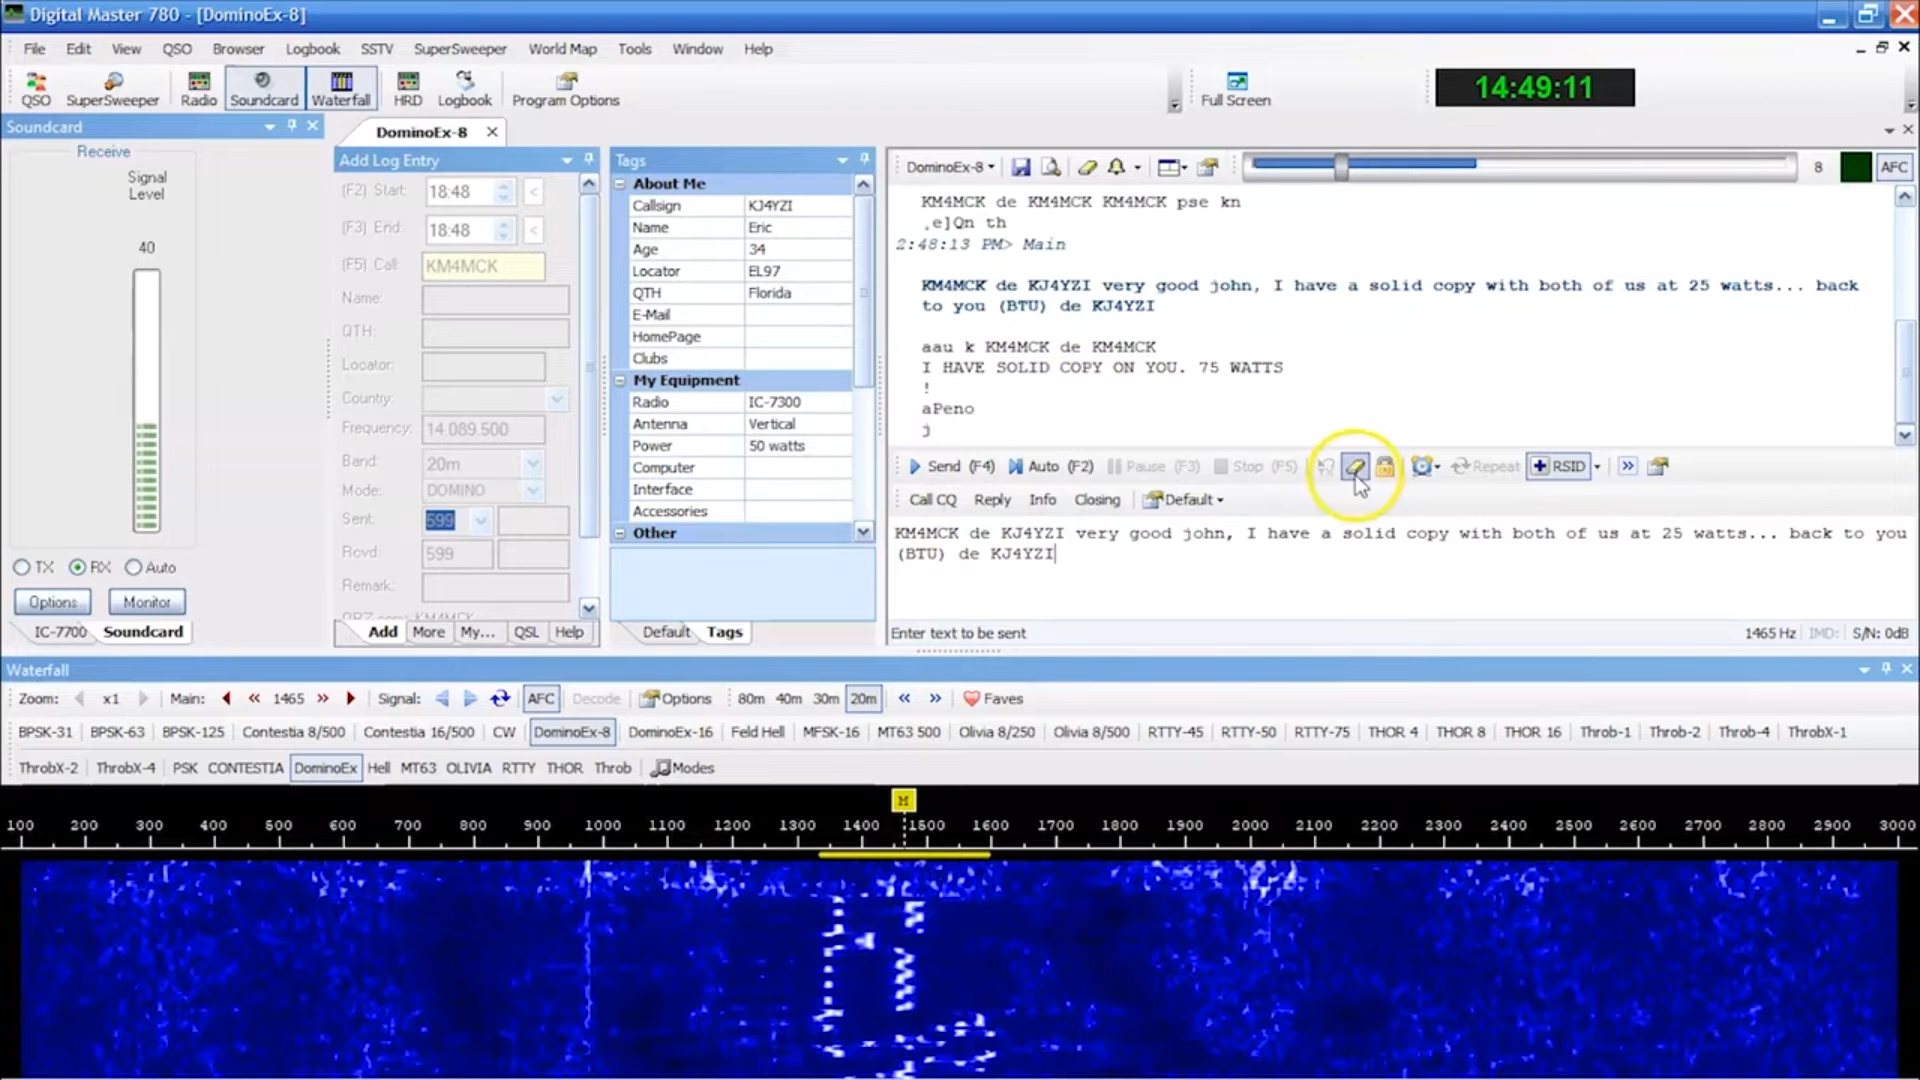 Digital Master 780 - [DominoEx-8]
File Edit View QSO Browser Logbook SSTV SuperSweeper World Map Tools Window Help
QSO SuperSweeper Radio Soundcard Waterfall HRD Logbook Program Options Full Screen 14:49:11
Soundcard
Receive
Signal
Level
40
TX RX Auto
Options Monitor
IC-7700 Soundcard
DominoEx-8
Add Log Entry
(F2) Start: 18:48 <
(F3) End: 18:48 <
(F5) Call: KM4MCK
Name:
QTH:
Locator:
Country:
Frequency: 14.089.500
Band: 20m
Mode: DOMINO
Sent: 599
Rcvd: 599
Remark:
Add More My... QSL Help
Tags
About Me
Callsign KJ4YZI
Name Eric
Age 34
Locator EL97
QTH Florida
E-Mail
HomePage
Clubs
My Equipment
Radio IC-7300
Antenna Vertical
Power 50 watts
Computer
Interface
Accessories
Other
Default Tags
DominoEx-8 8 AFC
KM4MCK de KM4MCK KM4MCK pse kn
¸e]Qn th
2:48:13 PM> Main
KM4MCK de KJ4YZI very good john, I have a solid copy with both of us at 25 watts... back
to you (BTU) de KJ4YZI
aau k KM4MCK de KM4MCK
I HAVE SOLID COPY ON YOU. 75 WATTS
!
aPeno
j
Send (F4) Auto (F2) Pause (F3) Stop (F5) Repeat RSID
Call CQ Reply Info Closing Default
KM4MCK de KJ4YZI very good john, I have a solid copy with both of us at 25 watts... back to you
(BTU) de KJ4YZI
Enter text to be sent 1465 Hz IMD: S/N: 0dB
Waterfall
Zoom: x1 Main: 1465 Signal: AFC Decode Options 80m 40m 30m 20m Faves
BPSK-31 BPSK-63 BPSK-125 Contestia 8/500 Contestia 16/500 CW DominoEx-8 DominoEx-16 Feld Hell MFSK-16 MT63 500 Olivia 8/250 Olivia 8/500 RTTY-45 RTTY-50 RTTY-75 THOR 4 THOR 8 THOR 16 Throb-1 Throb-2 Throb-4 ThrobX-1
ThrobX-2 ThrobX-4 PSK CONTESTIA DominoEx Hell MT63 OLIVIA RTTY THOR Throb Modes
M
100 200 300 400 500 600 700 800 900 1000 1100 1200 1300 1400 1500 1600 1700 1800 1900 2000 2100 2200 2300 2400 2500 2600 2700 2800 2900 3000